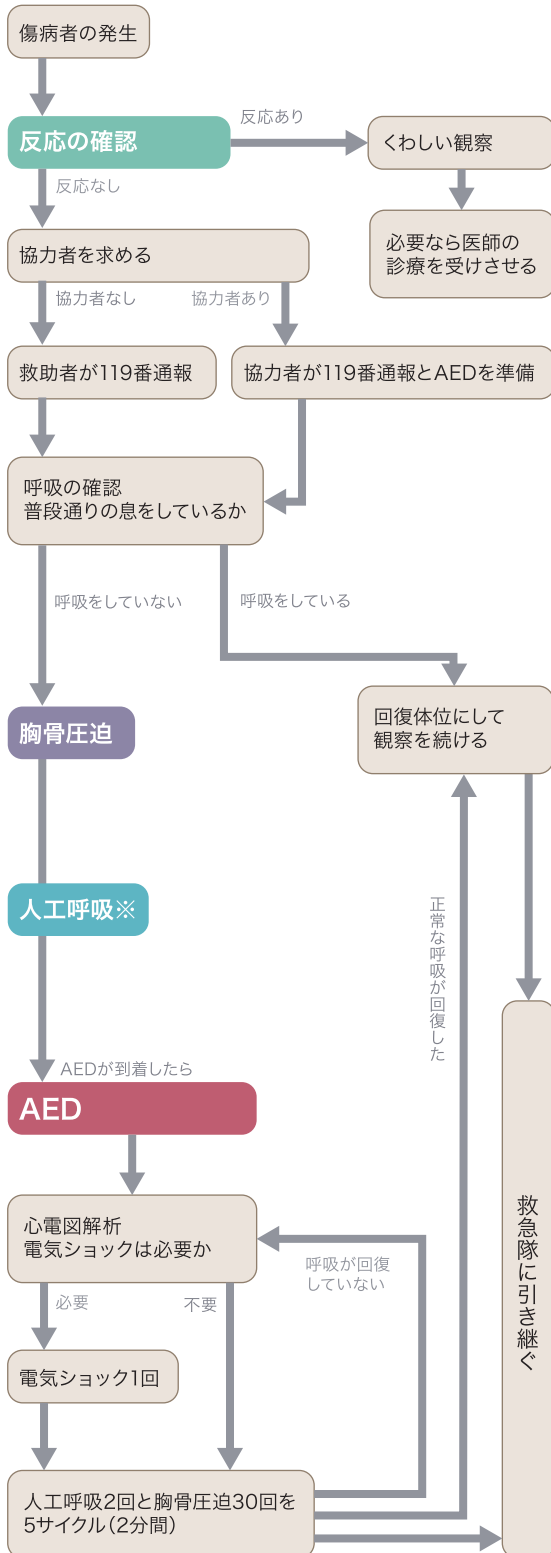 傷病者の発生
反応の確認
反応あり
くわしい観察
反応なし
必要なら医師の
診療を受けさせる
協力者を求める
協力者なし
協力者あり
救助者が119番通報
協力者が119番通報とAEDを準備
呼吸の確認
普段通りの息をしているか
呼吸をしていない
呼吸をしている
胸骨圧迫
回復体位にして
観察を続ける
人工呼吸※
正常な呼吸が回復した
AEDが到着したら
AED
心電図解析
電気ショックは必要か
呼吸が回復
していない
救急隊に引き継ぐ
必要
不要
電気ショック1回
人工呼吸2回と胸骨圧迫30回を
5サイクル(2分間)